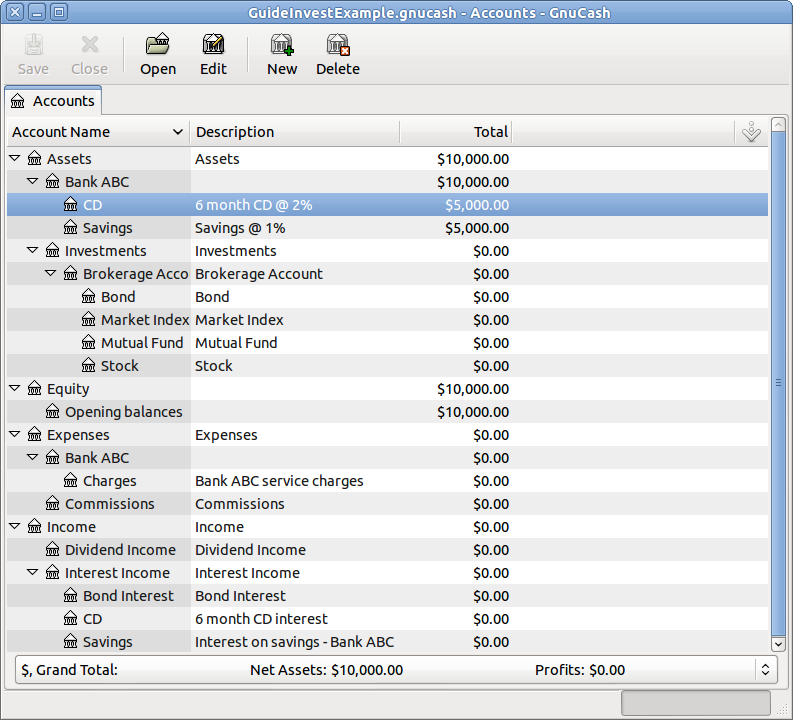 GuideInvestExample.gnucash - Accounts - GnuCash
Save Close Open Edit New Delete
Accounts
Account Name Description Total
Assets Assets $10,000.00
Bank ABC $10,000.00
CD 6 month CD @ 2% $5,000.00
Savings Savings @ 1% $5,000.00
Investments Investments $0.00
Brokerage Acco Brokerage Account $0.00
Bond Bond $0.00
Market Index Market Index $0.00
Mutual Fund Mutual Fund $0.00
Stock Stock $0.00
Equity $10,000.00
Opening balances $10,000.00
Expenses Expenses $0.00
Bank ABC $0.00
Charges Bank ABC service charges $0.00
Commissions Commissions $0.00
Income Income $0.00
Dividend Income Dividend Income $0.00
Interest Income Interest Income $0.00
Bond Interest Bond Interest $0.00
CD 6 month CD interest $0.00
Savings Interest on savings - Bank ABC $0.00
$, Grand Total: Net Assets: $10,000.00 Profits: $0.00